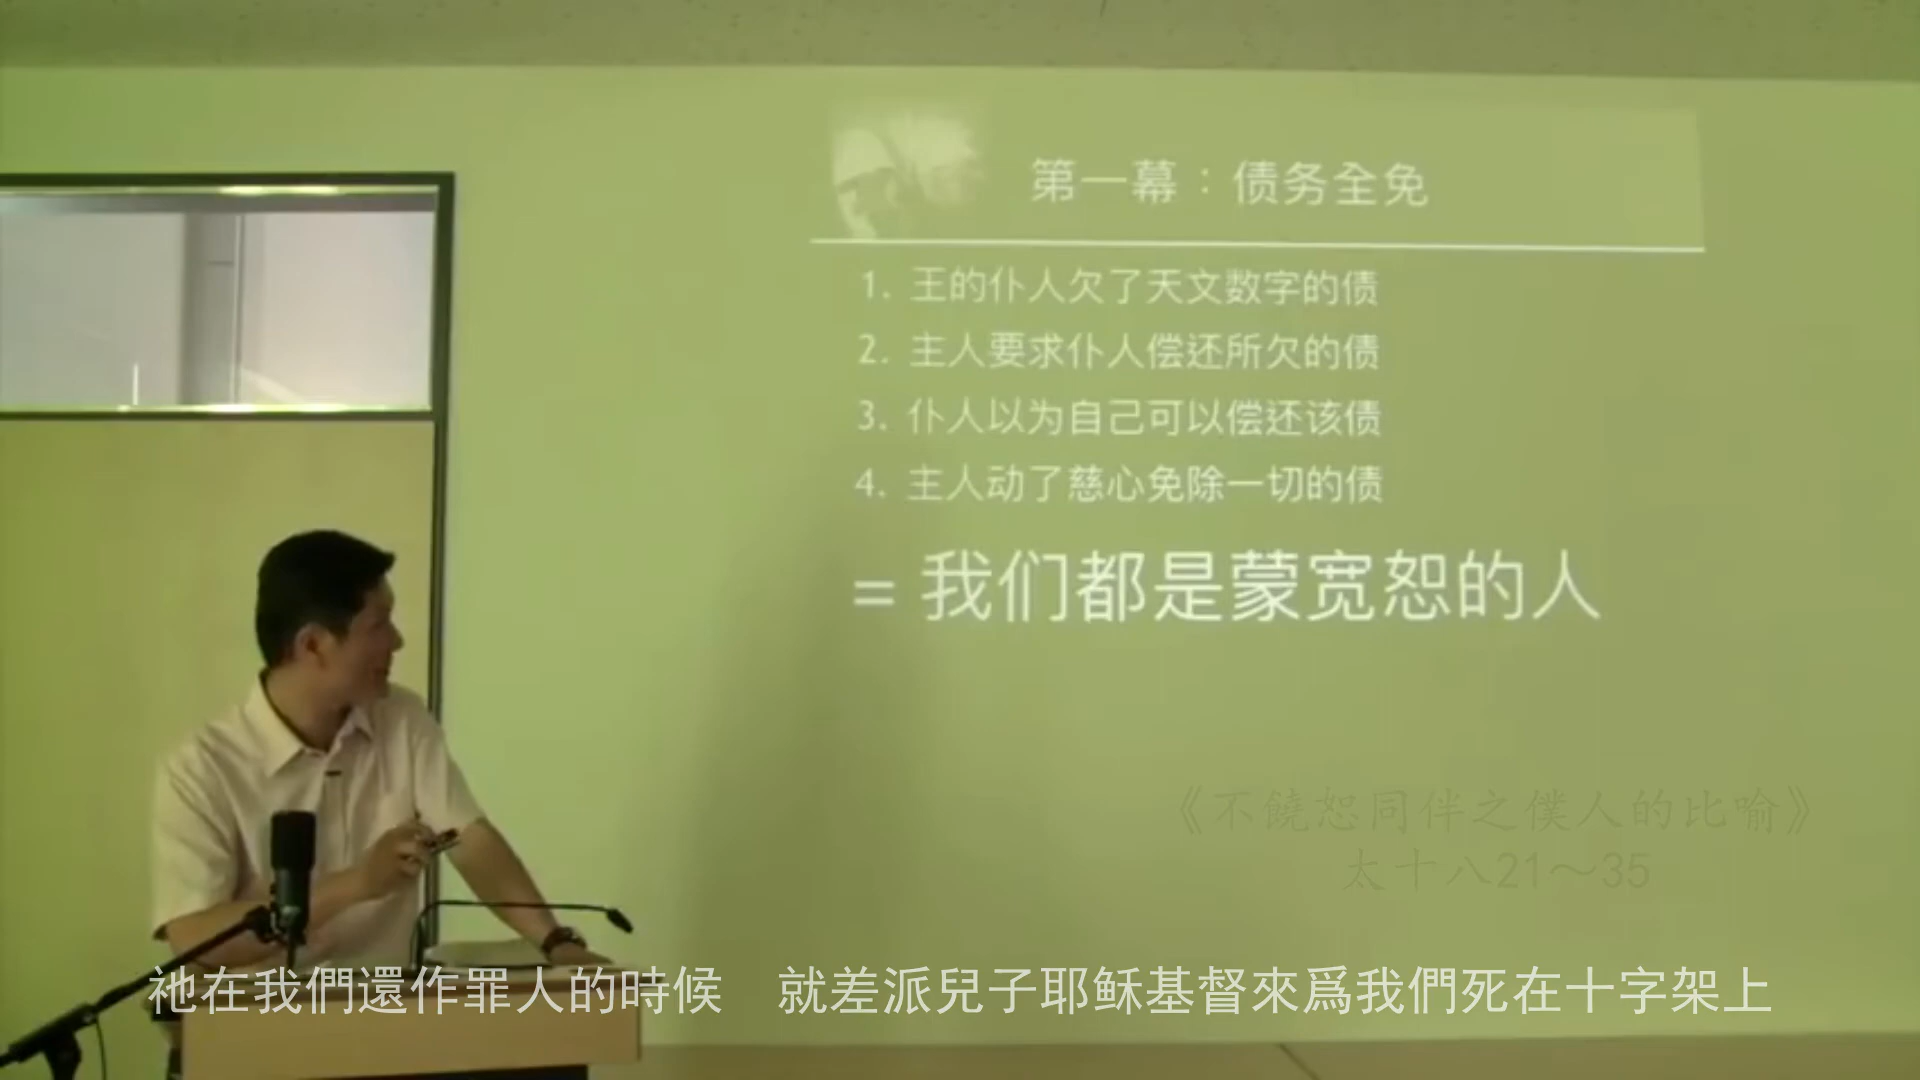 第一幕：债务全免
1. 王的仆人欠了天文数字的债
2. 主人要求仆人偿还所欠的债
3. 仆人以为自己可以偿还该债
4. 主人动了慈心免除一切的债
= 我们都是蒙宽恕的人
《不饒恕同伴之僕人的比喻》
太十八21～35
祂在我們還作罪人的時候　就差派兒子耶穌基督來爲我們死在十字架上